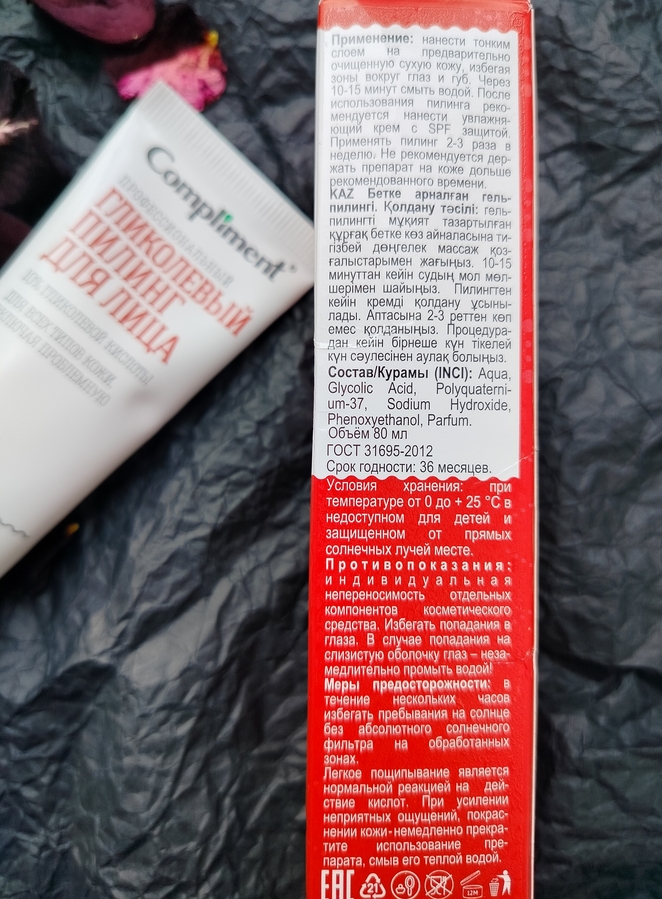 Compliment®
ПРОФЕССИОНАЛЬНЫЙ
ГЛИКОЛЕВЫЙ
ПИЛИНГ
ДЛЯ ЛИЦА
ДЛЯ ВСЕХ ТИПОВ КОЖИ,
Применение: нанести тонким
слоем на предварительно
очищенную сухую кожу, избегая
зоны вокруг глаз и губ. Через
10-15 минут смыть водой. После
использования пилинга реко-
мендуется нанести увлажня-
ющий крем с SPF защитой.
Применять пилинг 2-3 раза в
неделю. Не рекомендуется дер-
жать препарат на коже дольше
рекомендованного времени.
KAZ Бетке арналған гель-
пилингі. Қолдану тәсілі: гель-
пилингті мұқият тазартылған
құрғақ бетке көз айналасына ти-
гізбей дөңгелек массаж қоз-
ғалыстарымен жағыңыз. 10-15
минуттан кейін судың мол мөл-
шерімен шайыңыз. Пилингтен
кейін кремді қолдану ұсыны-
лады. Аптасына 2-3 реттен көп
емес қолданыңыз. Процедура-
дан кейін бірнеше күн тікелей
күн сәулесінен аулақ болыңыз.
Состав/Курамы (INCI): Aqua,
Glycolic Acid, Polyquaterni-
um-37, Sodium Hydroxide,
Phenoxyethanol, Parfum.
Объём 80 мл
ГОСТ 31695-2012
Срок годности: 36 месяцев.
Условия хранения: при
температуре от 0 до + 25 °C в
недоступном для детей и
защищенном от прямых
солнечных лучей месте.
Противопоказания:
индивидуальная
непереносимость отдельных
компонентов косметического
средства. Избегать попадания в
глаза. В случае попадания на
слизистую оболочку глаз – неза-
медлительно промыть водой!
Меры предосторожности: в
течение нескольких часов
избегать пребывания на солнце
без абсолютного солнечного
фильтра на обработанных
зонах.
Легкое пощипывание является
нормальной реакцией на дей-
ствие кислот. При усилении
неприятных ощущений, покрас-
нении кожи-немедленно прекра-
тите использование пре-
парата, смыв его теплой водой.
EAC 21 12M